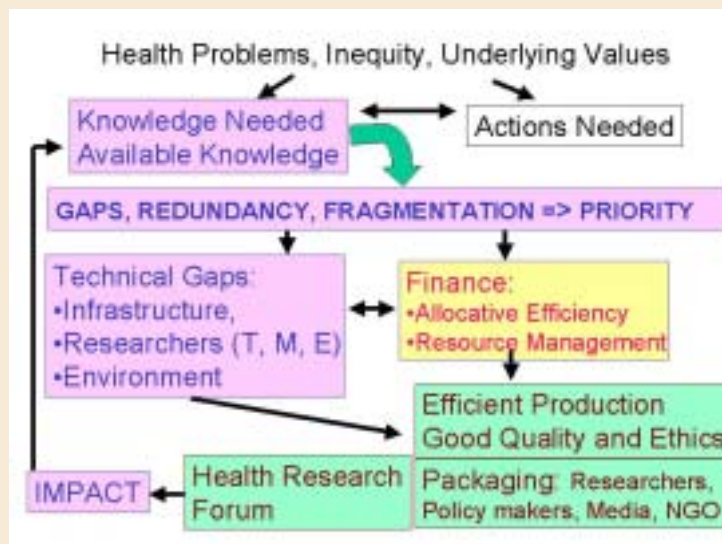 Health Problems, Inequity, Underlying Values
Knowledge Needed
Available Knowledge
Actions Needed
GAPS, REDUNDANCY, FRAGMENTATION => PRIORITY
Technical Gaps:
•Infrastructure,
•Researchers (T, M, E)
•Environment
Finance:
•Allocative Efficiency
•Resource Management
Efficient Production
Good Quality and Ethics
Packaging: Researchers,
Policy makers, Media, NGO
Health Research
Forum
IMPACT